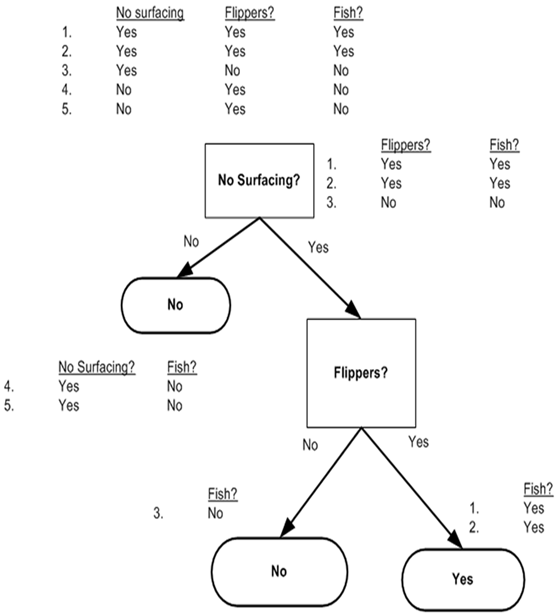 No surfacing Flippers? Fish?
1. Yes Yes Yes
2. Yes Yes Yes
3. Yes No No
4. No Yes No
5. No Yes No
Flippers? Fish?
1. Yes Yes
2. Yes Yes
3. No No
No Surfacing?
No
Yes
No
Flippers?
No Surfacing? Fish?
4. Yes No
5. Yes No
No
Yes
Fish?
3. No
Fish?
1. Yes
2. Yes
No
Yes